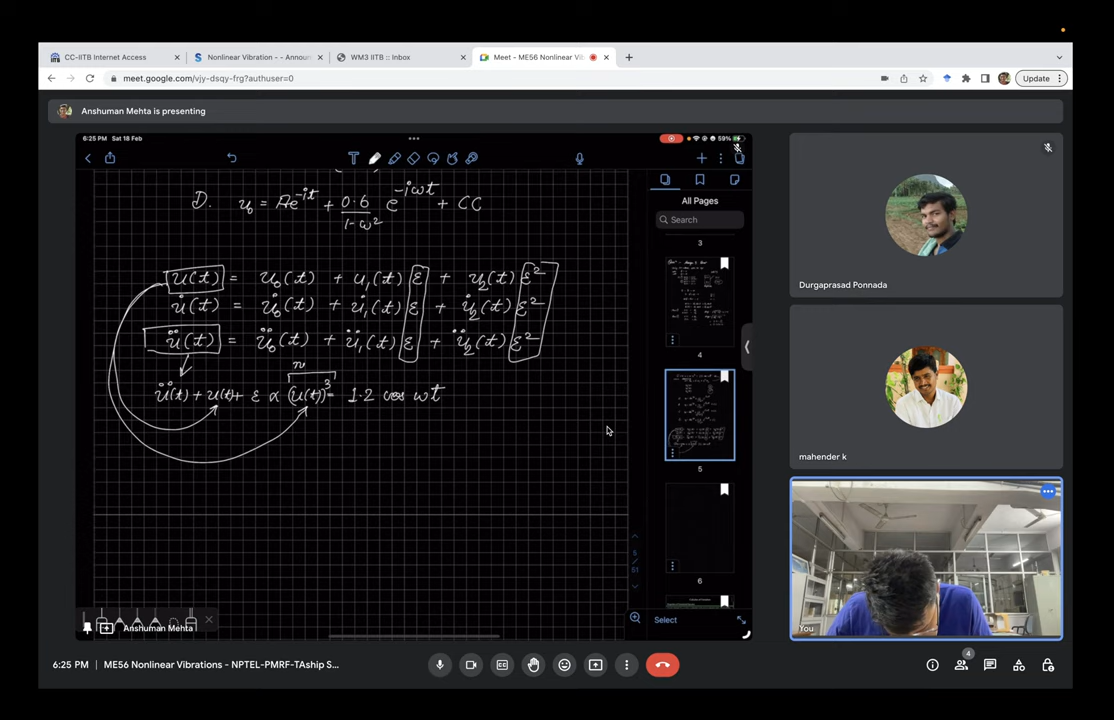 CC-IITB Internet Access
Nonlinear Vibration - - Announ
WM3 IITB :: Inbox
Meet - ME56 Nonlinear Vib
meet.google.com/vjy-dsqy-frg?authuser=0
Update
Anshuman Mehta is presenting
6:25 PM Sat 18 Feb
59%
D. u₀ = Ae^{-it} + 0.6/(1-ω²) e^{-iωt} + CC
u(t) = u₀(t) + u₁(t) ε + u₂(t) ε²
u̇(t) = u̇₀(t) + u̇₁(t) ε + u̇₂(t) ε²
ü(t) = ü₀(t) + ü₁(t) ε + ü₂(t) ε²
n
ü(t) + u(t) + ε α (u(t))³ = 1.2 cos ωt
All Pages
Search
3
4
5
6
5
/
61
Select
Anshuman Mehta
Durgaprasad Ponnada
mahender k
You
6:25 PM | ME56 Nonlinear Vibrations - NPTEL-PMRF-TAship S...
4